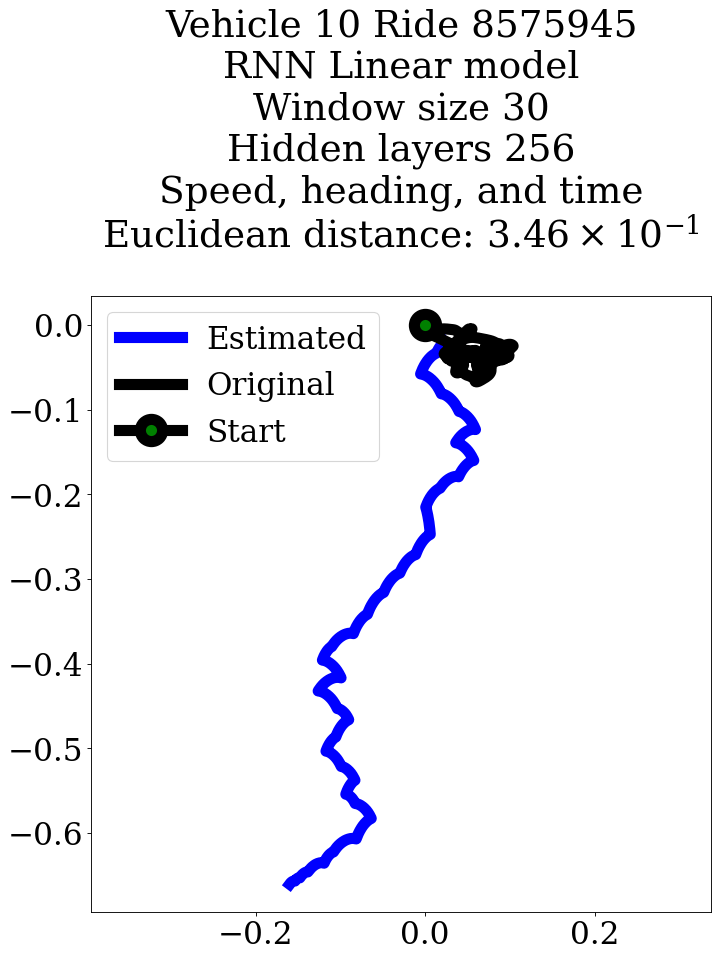 Vehicle 10 Ride 8575945
RNN Linear model
Window size 30
Hidden layers 256
Speed, heading, and time
Euclidean distance: 3.46 × 10⁻¹
Estimated
Original
Start
0.0
−0.1
−0.2
−0.3
−0.4
−0.5
−0.6
−0.2 0.0 0.2